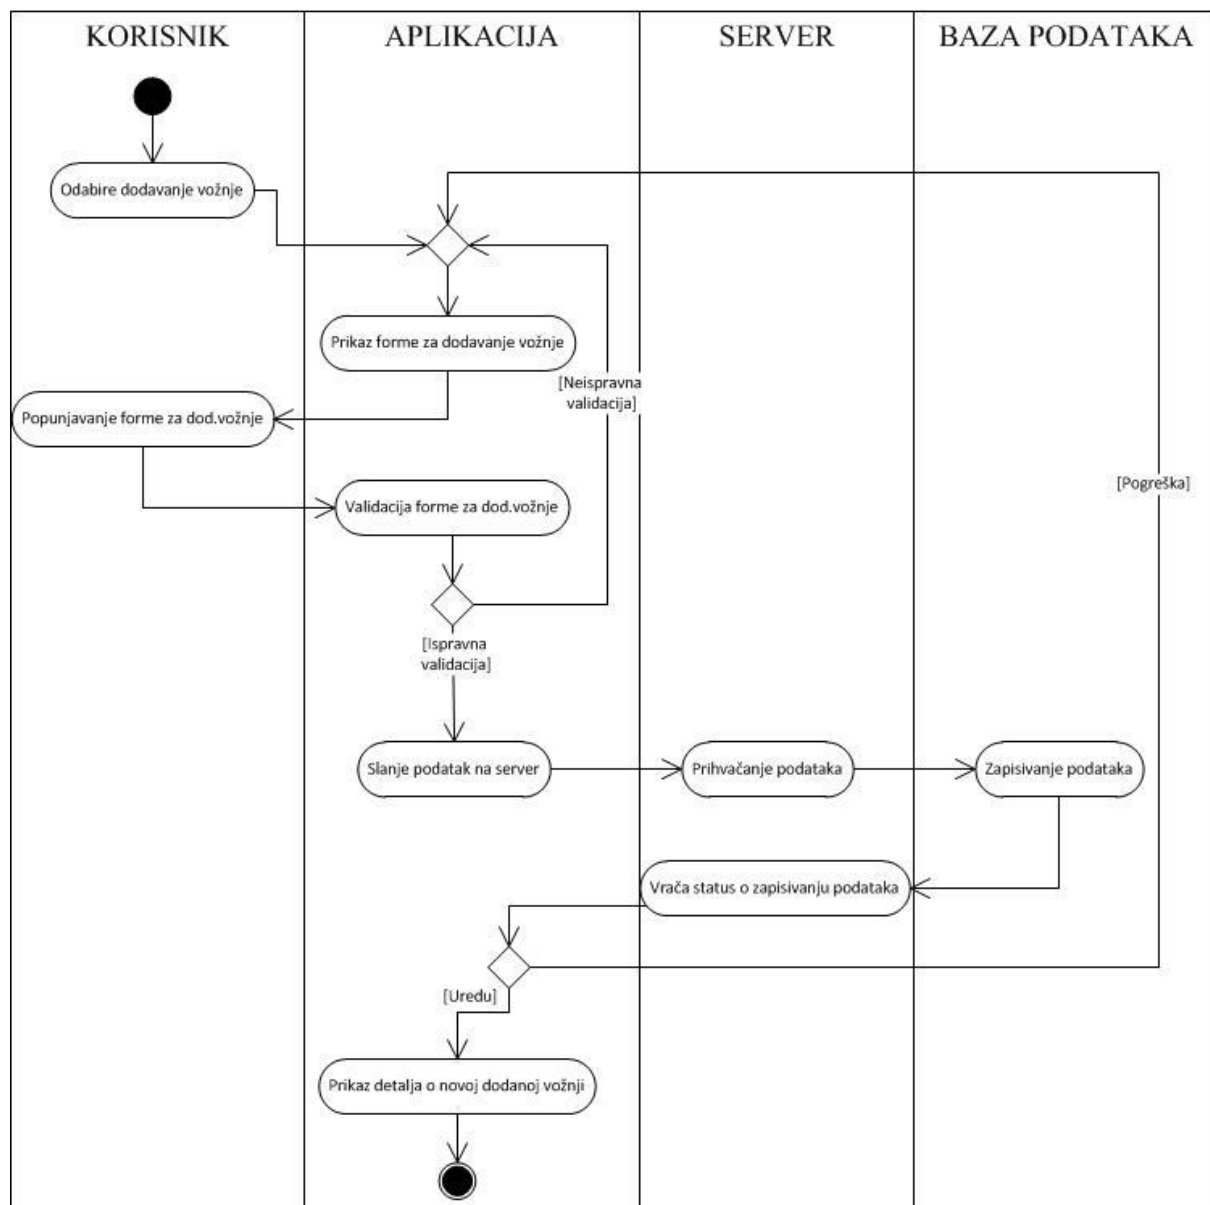 KORISNIK
APLIKACIJA
SERVER
BAZA PODATAKA
Odabire dodavanje vožnje
Prikaz forme za dodavanje vožnje
[Neispravna
validacija]
Popunjavanje forme za dod.vožnje
[Pogreška]
Validacija forme za dod.vožnje
[Ispravna
validacija]
Slanje podatak na server
Prihvačanje podataka
Zapisivanje podataka
Vrača status o zapisivanju podataka
[Uredu]
Prikaz detalja o novoj dodanoj vožnji